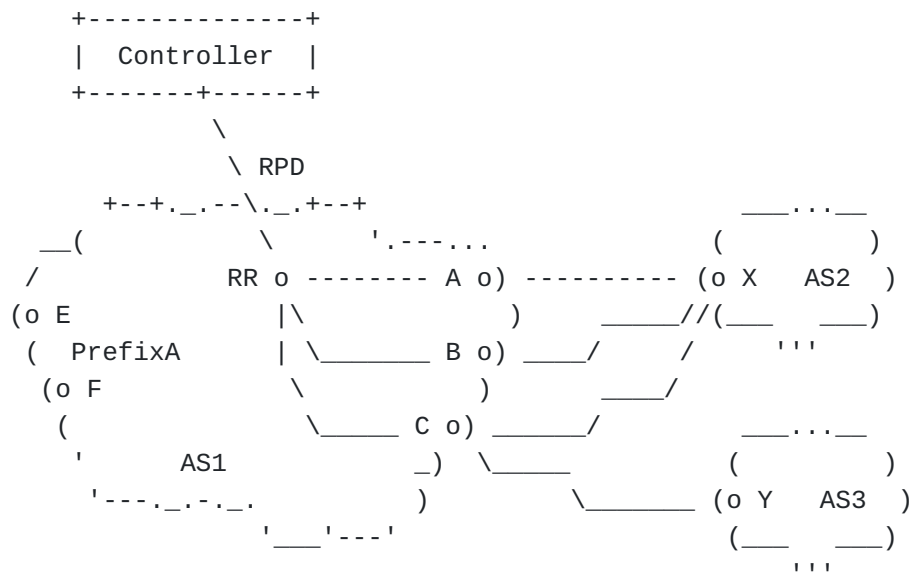 Controller
RPD
RR o A o) (o X AS2
(o E
PrefixA B o)
(o F
C o)
AS1
(o Y AS3